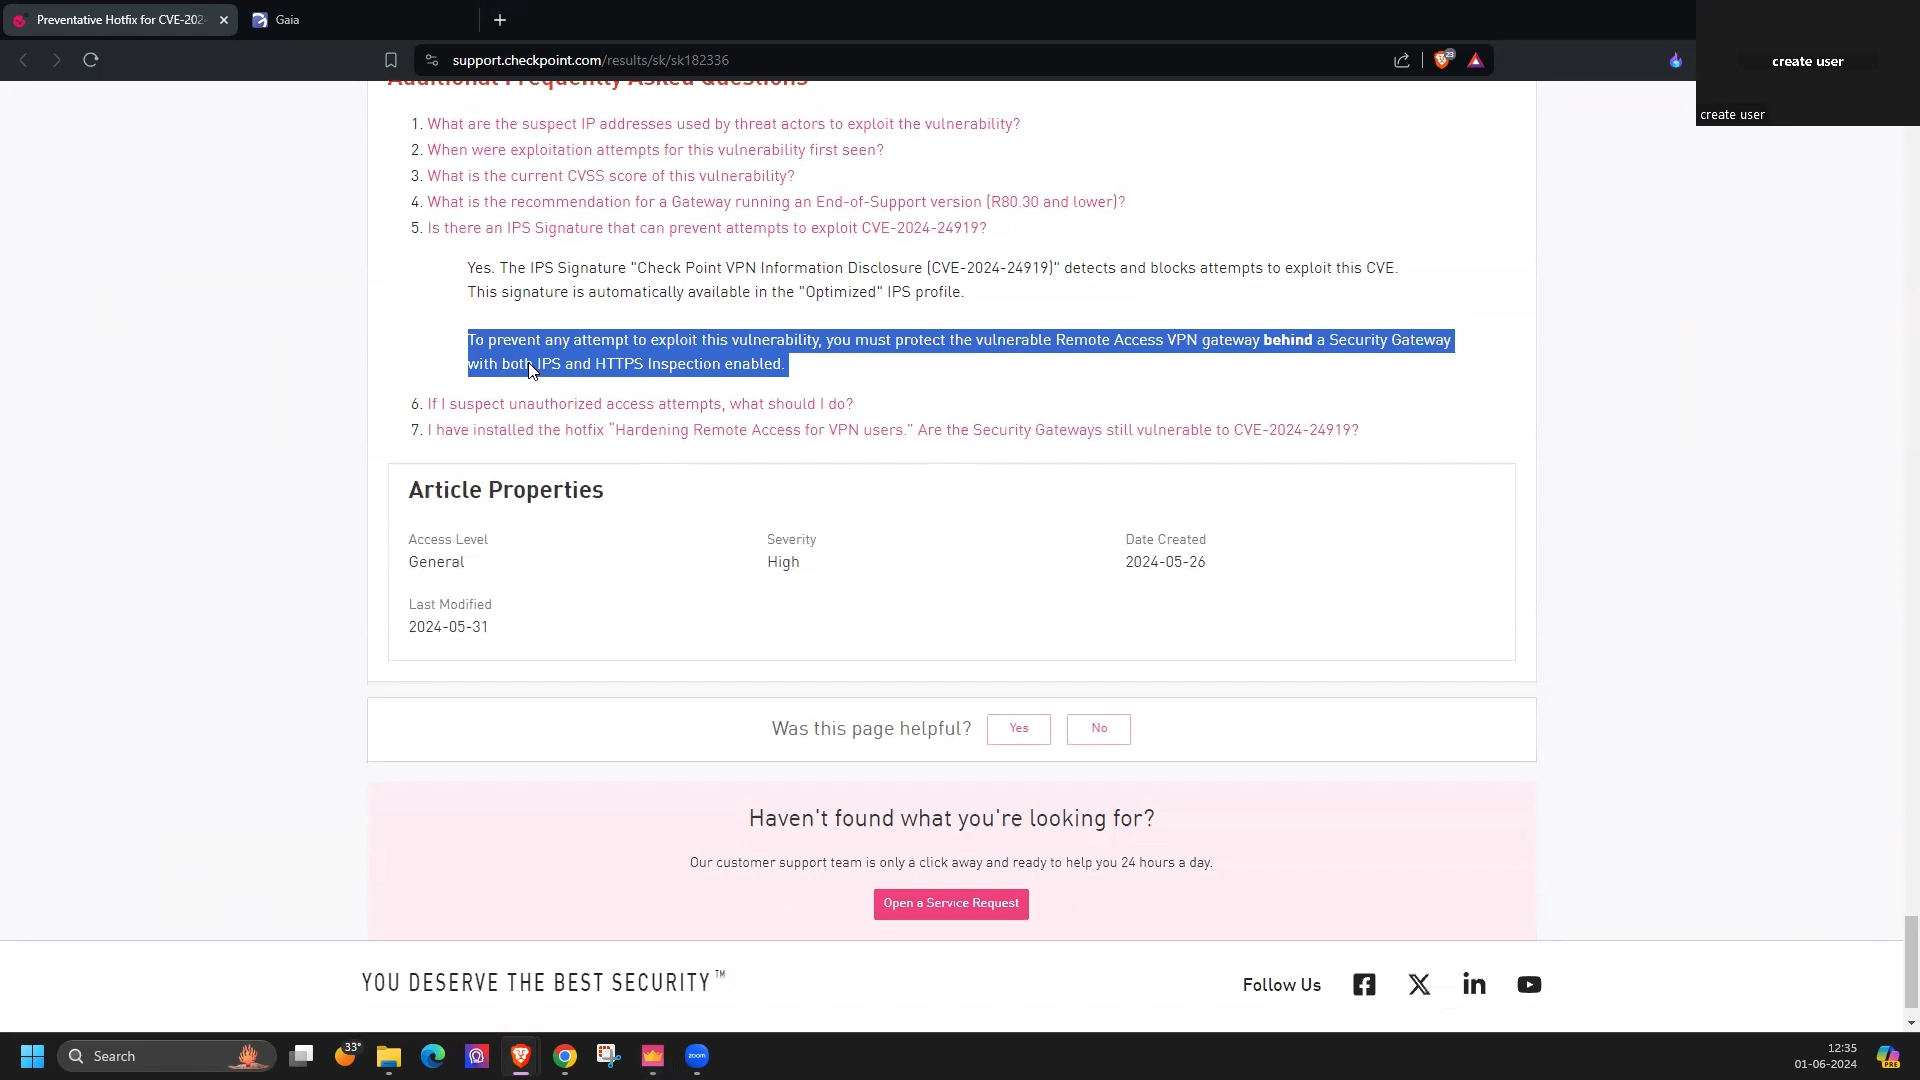 Preventative Hotfix for CVE-202
Gaia
support.checkpoint.com/results/sk/sk182336
23
create user
create user
Additional Frequently Asked Questions
1. What are the suspect IP addresses used by threat actors to exploit the vulnerability?
2. When were exploitation attempts for this vulnerability first seen?
3. What is the current CVSS score of this vulnerability?
4. What is the recommendation for a Gateway running an End-of-Support version (R80.30 and lower)?
5. Is there an IPS Signature that can prevent attempts to exploit CVE-2024-24919?
Yes. The IPS Signature "Check Point VPN Information Disclosure (CVE-2024-24919)" detects and blocks attempts to exploit this CVE.
This signature is automatically available in the "Optimized" IPS profile.
To prevent any attempt to exploit this vulnerability, you must protect the vulnerable Remote Access VPN gateway behind a Security Gateway
with both IPS and HTTPS Inspection enabled.
6. If I suspect unauthorized access attempts, what should I do?
7. I have installed the hotfix “Hardening Remote Access for VPN users.” Are the Security Gateways still vulnerable to CVE-2024-24919?
Article Properties
Access Level
General
Severity
High
Date Created
2024-05-26
Last Modified
2024-05-31
Was this page helpful?
Yes
No
Haven't found what you're looking for?
Our customer support team is only a click away and ready to help you 24 hours a day.
Open a Service Request
YOU DESERVE THE BEST SECURITY™
Follow Us
Search
33°
zoom
12:35
01-06-2024
PRE